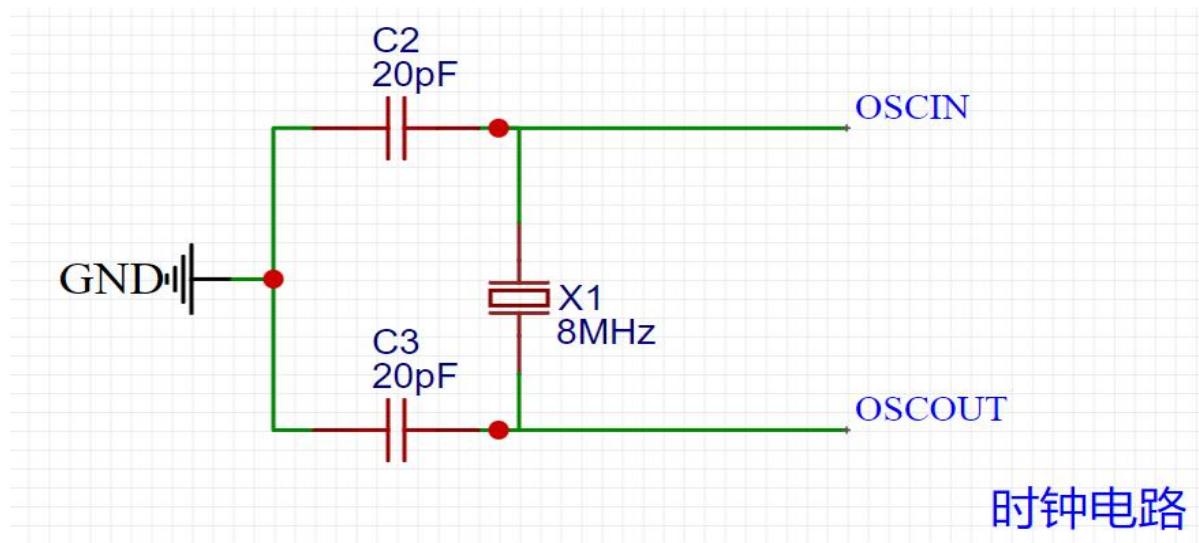 C2
20pF
OSCIN
GND
X1
8MHz
C3
20pF
OSCOUT
时钟电路